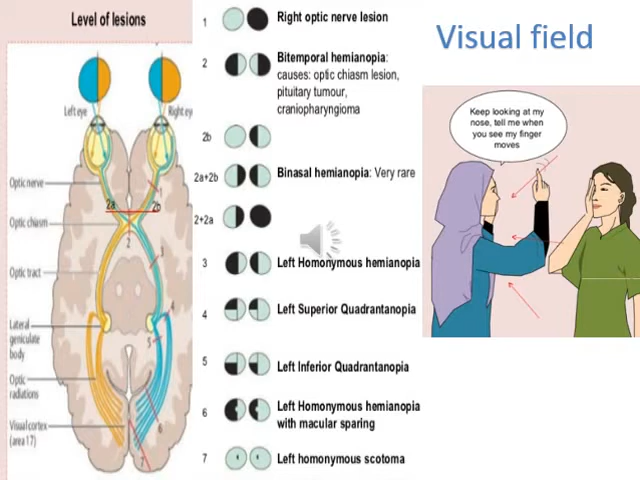 Level of lesions
Left eye
Right eye
Optic nerve
1
2a
2b
Optic chiasm
2
3
Optic tract
4
Lateral
geniculate
body
5
Optic
radiations
Visual cortex
(area 17)
6
7
1
Right optic nerve lesion
2
Bitemporal hemianopia:
causes: optic chiasm lesion,
pituitary tumour,
craniopharyngioma
2b
2a+2b
Binasal hemianopia: Very rare
2+2a
3
Left Homonymous hemianopia
4
Left Superior Quadrantanopia
5
Left Inferior Quadrantanopia
6
Left Homonymous hemianopia
with macular sparing
7
Left homonymous scotoma
Visual field
Keep looking at my
nose, tell me when
you see my finger
moves